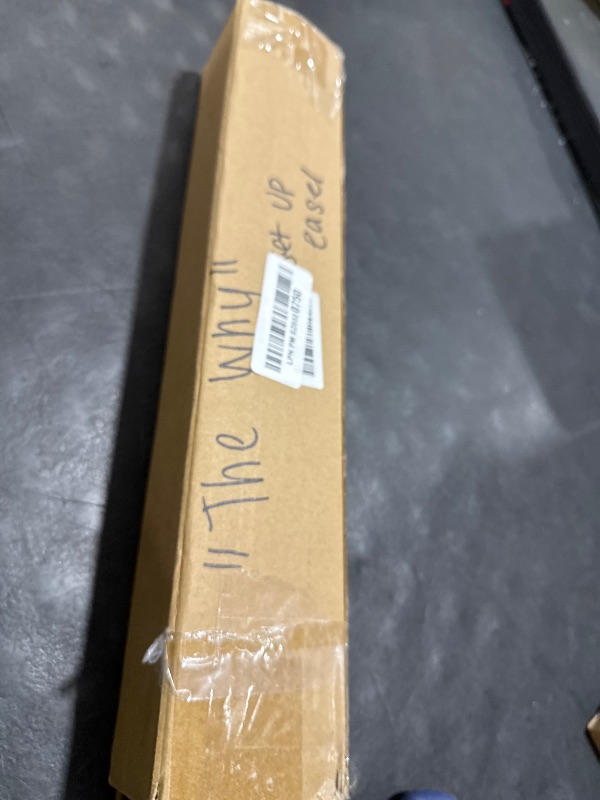 "The Why"
set UP
easel